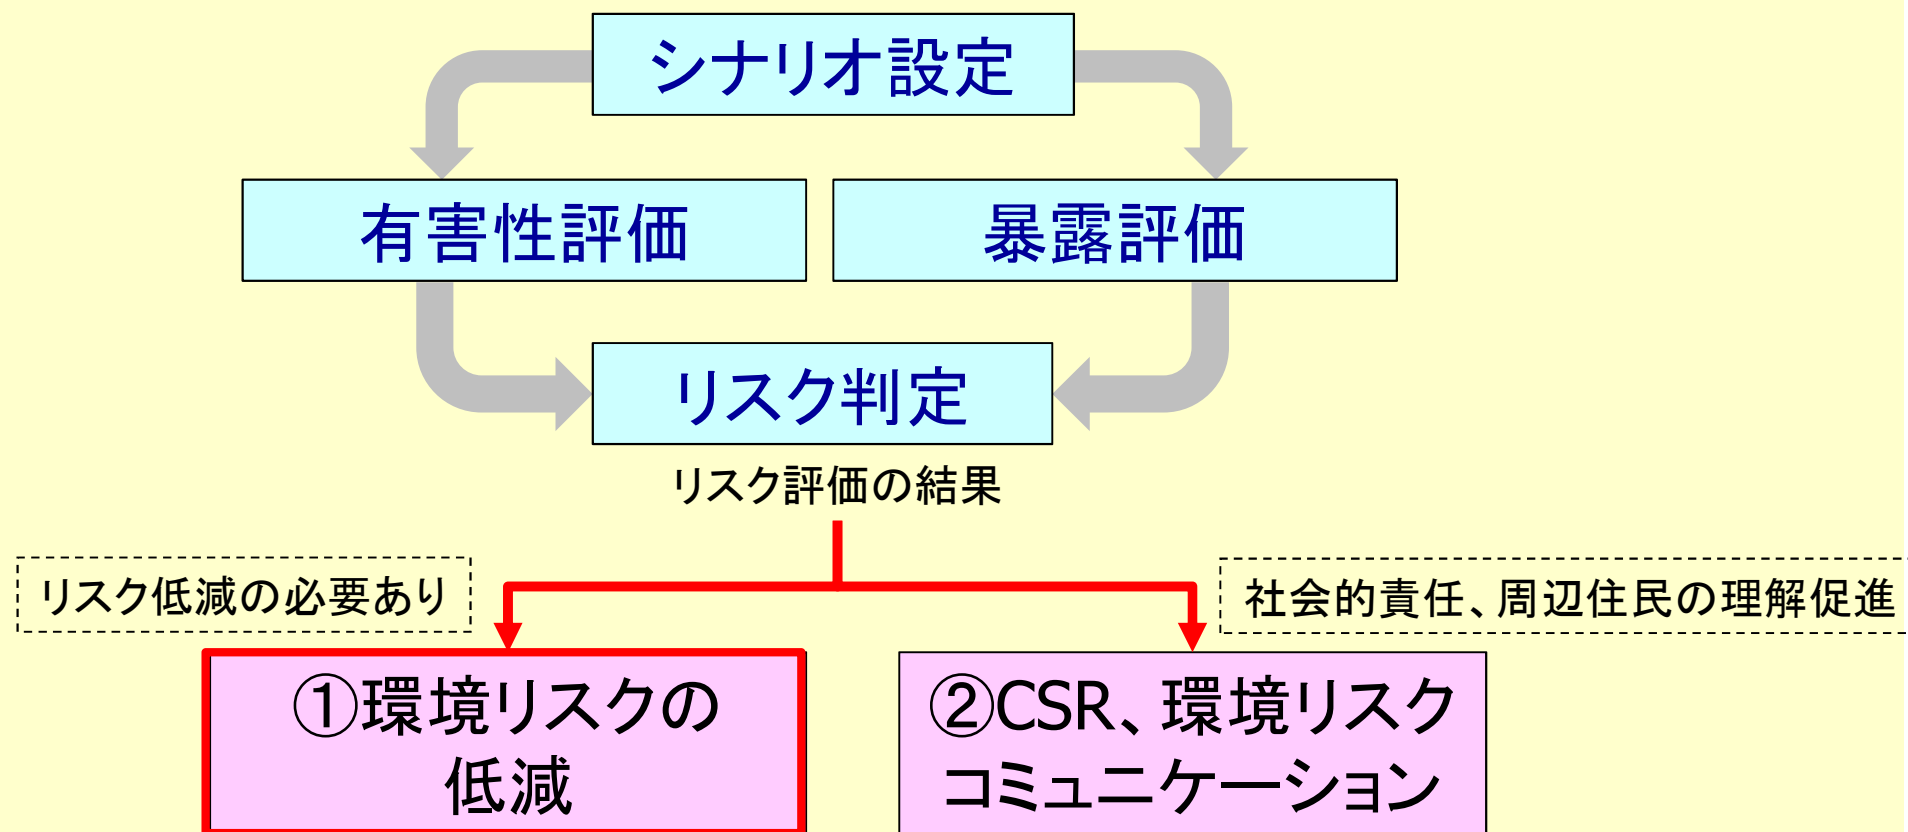 シナリオ設定
有害性評価
暴露評価
リスク判定
リスク評価の結果
リスク低減の必要あり
社会的責任、周辺住民の理解促進
①環境リスクの
低減
②CSR、環境リスク
コミュニケーション